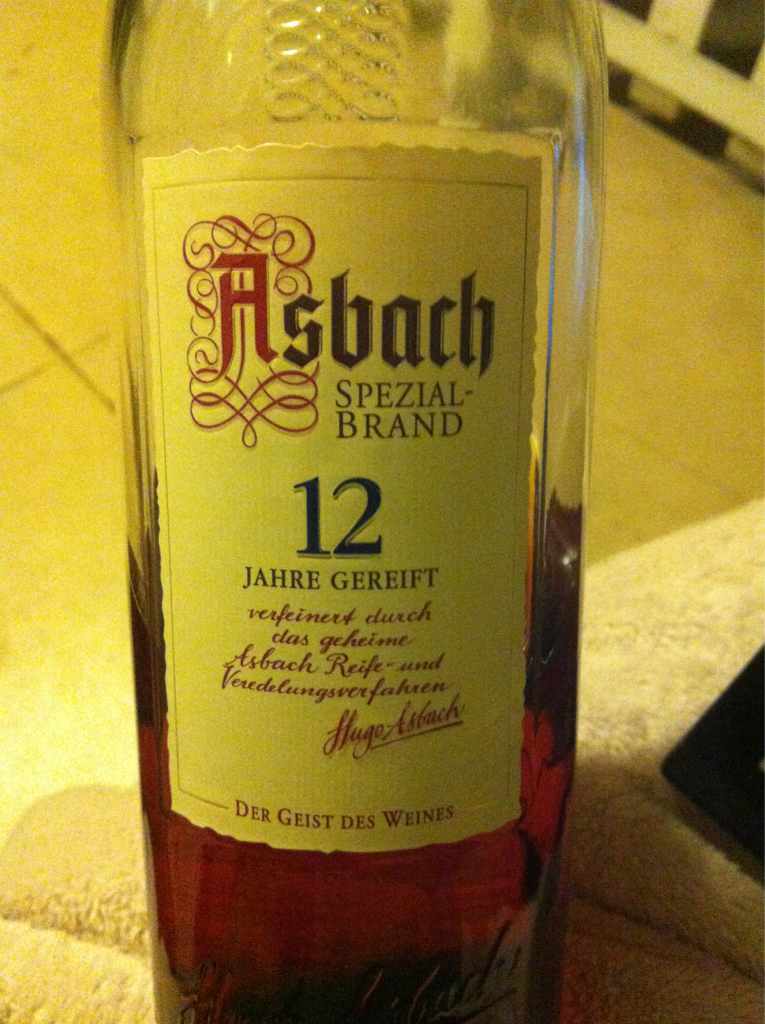 Asbach
SPEZIAL-
BRAND
12
JAHRE GEREIFT
verfeinert durch
das geheime
Asbach Reife- und
Veredelungsverfahren
Hugo Asbach
DER GEIST DES WEINES